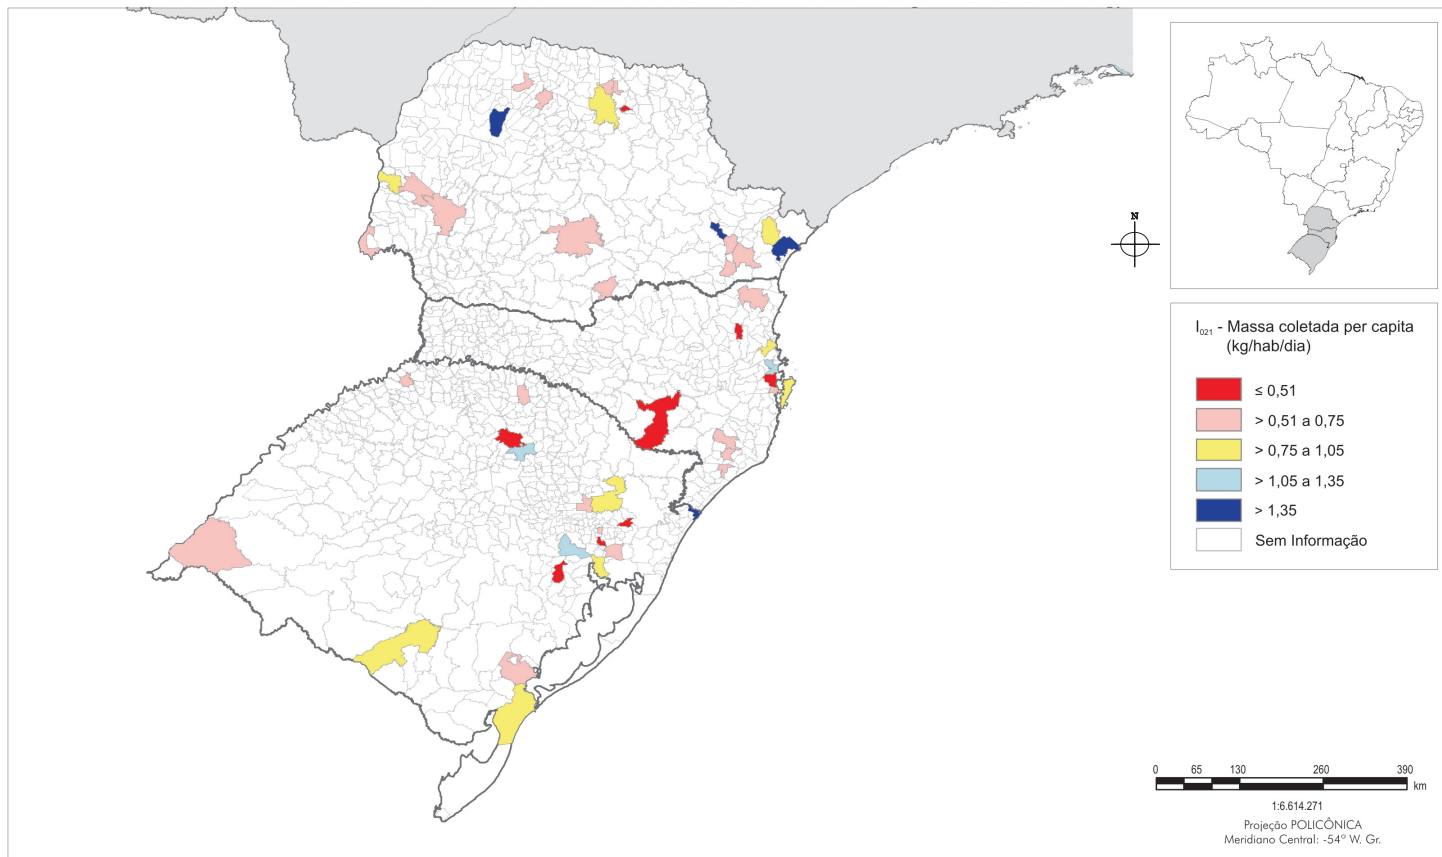 N
I₀₂₁ - Massa coletada per capita
(kg/hab/dia)
≤ 0,51
> 0,51 a 0,75
> 0,75 a 1,05
> 1,05 a 1,35
> 1,35
Sem Informação
0 65 130 260 390
km
1:6.614.271
Projeção POLICÔNICA
Meridiano Central: -54º W. Gr.